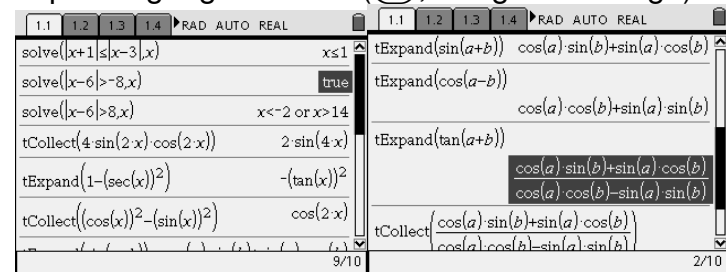 1.1 1.2 1.3 1.4 RAD AUTO REAL
solve(|x+1|≤|x−3|,x) x≤1
solve(|x−6|>−8,x) true
solve(|x−6|>8,x) x<−2 or x>14
tCollect(4·sin(2·x)·cos(2·x)) 2·sin(4·x)
tExpand(1−(sec(x))²) −(tan(x))²
tCollect((cos(x))²−(sin(x))²) cos(2·x)
9/10
1.1 1.2 1.3 1.4 RAD AUTO REAL
tExpand(sin(a+b)) cos(a)·sin(b)+sin(a)·cos(b)
tExpand(cos(a−b))
cos(a)·cos(b)+sin(a)·sin(b)
tExpand(tan(a+b))
cos(a)·sin(b)+sin(a)·cos(b)
cos(a)·cos(b)−sin(a)·sin(b)
tCollect(cos(a)·sin(b)+sin(a)·cos(b)
cos(a)·cos(b)−sin(a)·sin(b))
2/10